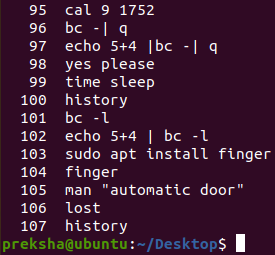 95 cal 9 1752
96 bc -| q
97 echo 5+4 |bc -| q
98 yes please
99 time sleep
100 history
101 bc -l
102 echo 5+4 | bc -l
103 sudo apt install finger
104 finger
105 man "automatic door"
106 lost
107 history
preksha@ubuntu:~/Desktop$